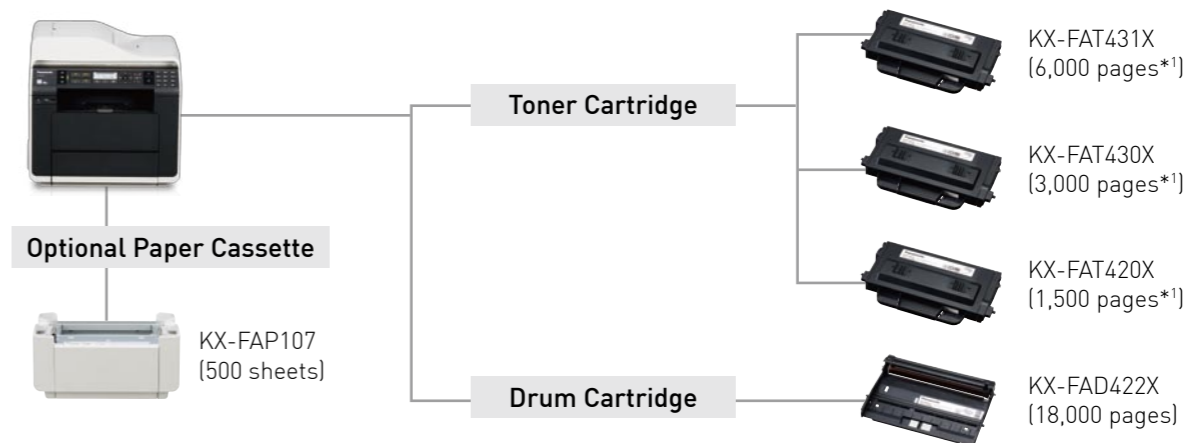 Optional Paper Cassette
KX-FAP107
(500 sheets)
Toner Cartridge
KX-FAT431X
(6,000 pages*¹)
KX-FAT430X
(3,000 pages*¹)
KX-FAT420X
(1,500 pages*¹)
Drum Cartridge
KX-FAD422X
(18,000 pages)